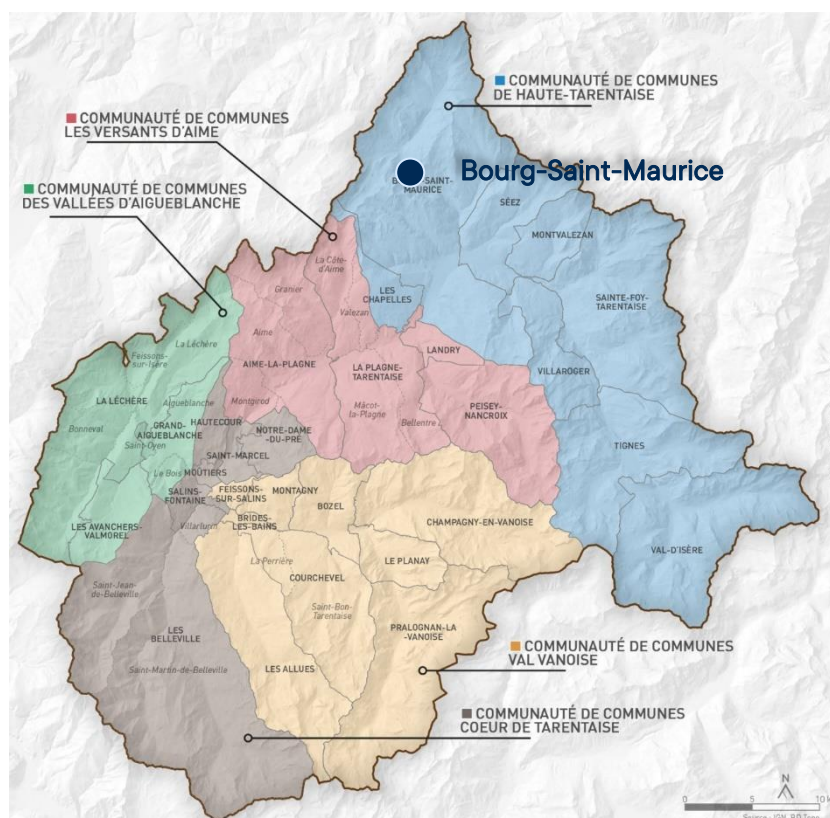 COMMUNAUTÉ DE COMMUNES
DE HAUTE-TARENTAISE
COMMUNAUTÉ DE COMMUNES
LES VERSANTS D'AIME
Bourg-Saint-Maurice
-SAINT-
MAURICE
COMMUNAUTÉ DE COMMUNES
DES VALLÉES D'AIGUEBLANCHE
SÉEZ
MONTVALEZAN
La Côte-
d'Aime
Granier
LES
CHAPELLES
SAINTE-FOY-
TARENTAISE
Valezan
Aime
La Léchère
Feissons-
sur-Isère
LANDRY
AIME-LA-PLAGNE
LA PLAGNE-
TARENTAISE
VILLAROGER
LA LÉCHÈRE
Aigueblanche
Montgirod
Mâcot-
la-Plagne
PEISEY-
NANCROIX
Bellentre
Bonneval
GRAND-
AIGUEBLANCHE
HAUTECOUR
NOTRE-DAME
-DU-PRÉ
Saint-Oyen
SAINT-MARCEL
TIGNES
Le Bois
MOÛTIERS
SALINS-
FONTAINE
FEISSONS-
SUR-SALINS
MONTAGNY
BOZEL
Villarlurin
BRIDES-
LES-BAINS
CHAMPAGNY-EN-VANOISE
LES AVANCHERS-
VALMOREL
VAL-D'ISÈRE
La Perrière
LE PLANAY
COURCHEVEL
Saint-Jean-
de-Belleville
Saint-Bon-
Tarentaise
LES
BELLEVILLE
PRALOGNAN-LA
-VANOISE
COMMUNAUTÉ DE COMMUNES
VAL VANOISE
Saint-Martin-de-Belleville
LES ALLUES
COMMUNAUTÉ DE COMMUNES
COEUR DE TARENTAISE
N
0 5 10